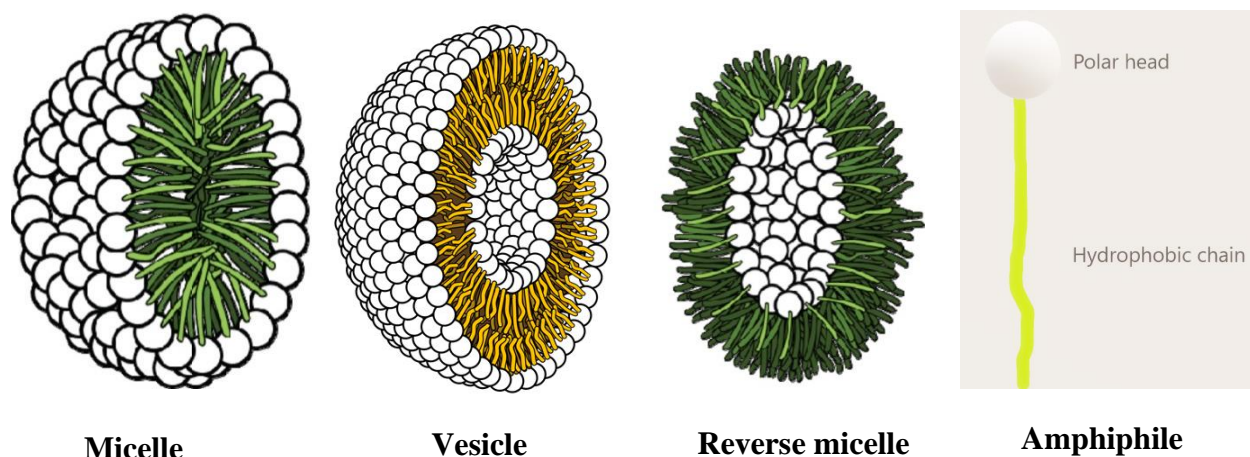 Polar head
Hydrophobic chain
Micelle
Vesicle
Reverse micelle
Amphiphile